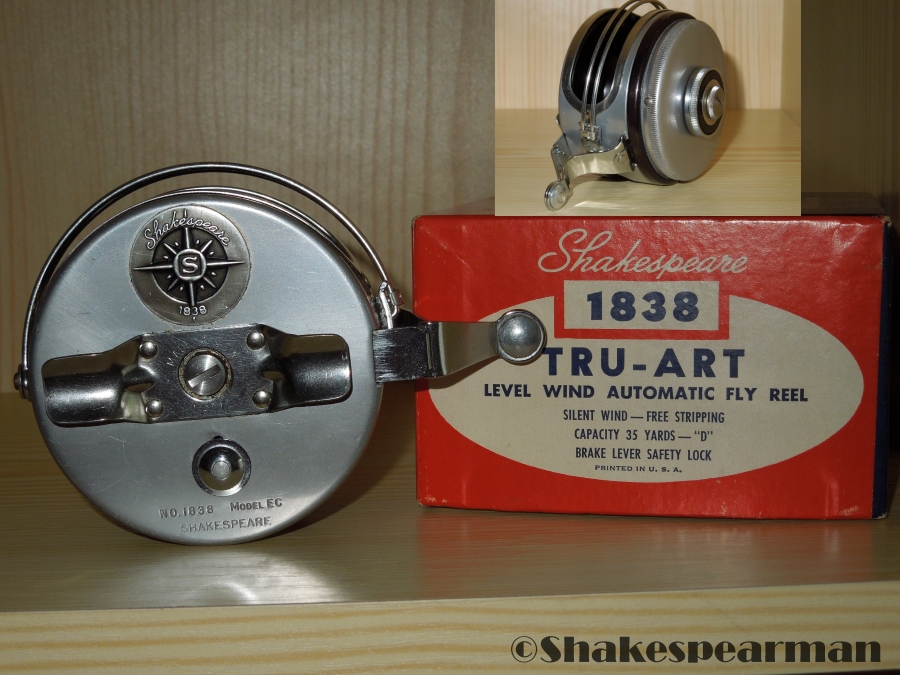 Shakespeare
S
1838
NO. 1838 MODEL EC
SHAKESPEARE
Shakespeare
1838
TRU-ART
LEVEL WIND AUTOMATIC FLY REEL
SILENT WIND — FREE STRIPPING
CAPACITY 35 YARDS — "D"
BRAKE LEVER SAFETY LOCK
PRINTED IN U. S. A.
©Shakespearman